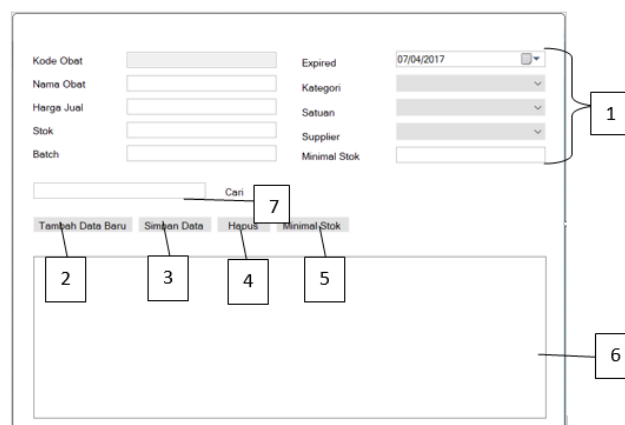 Kode Obat
Nama Obat
Harga Jual
Stok
Batch
Expired 07/04/2017
Kategori
Satuan
Supplier
Minimal Stok
1
Cari
7
Tambah Data Baru Simpan Data Hapus Minimal Stok
2 3 4 5
6